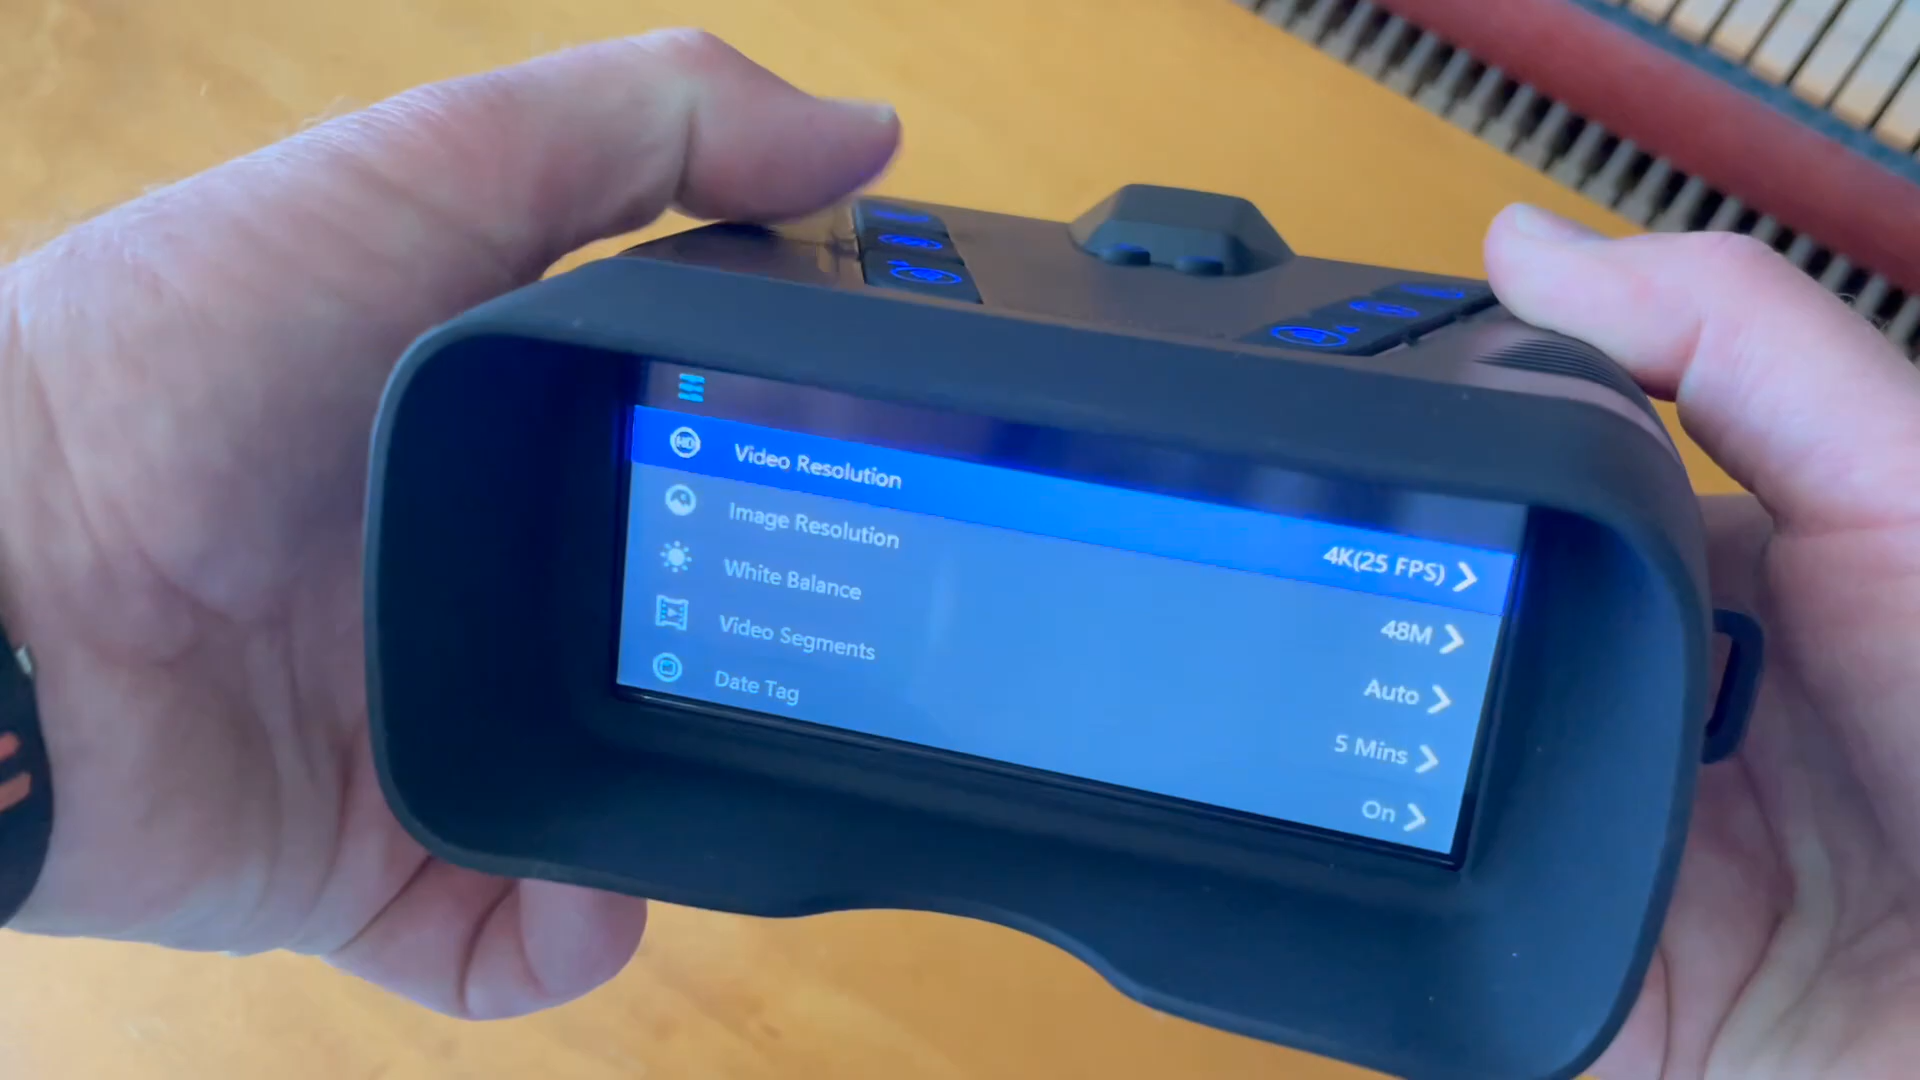 Video Resolution 4K(25 FPS)
Image Resolution 48M
White Balance Auto
Video Segments 5 Mins
Date Tag On